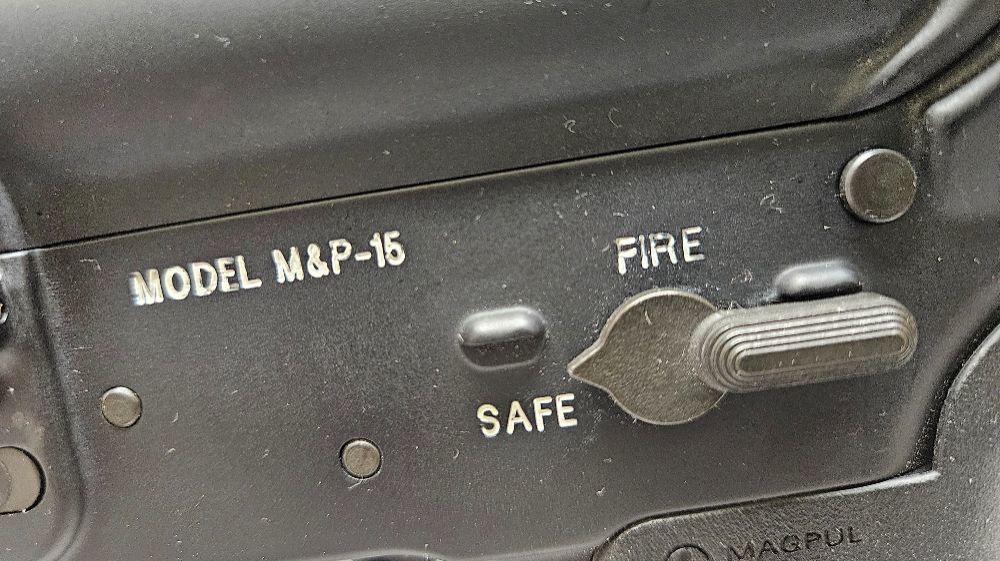 MODEL M&P-15
FIRE
SAFE
MAGPUL